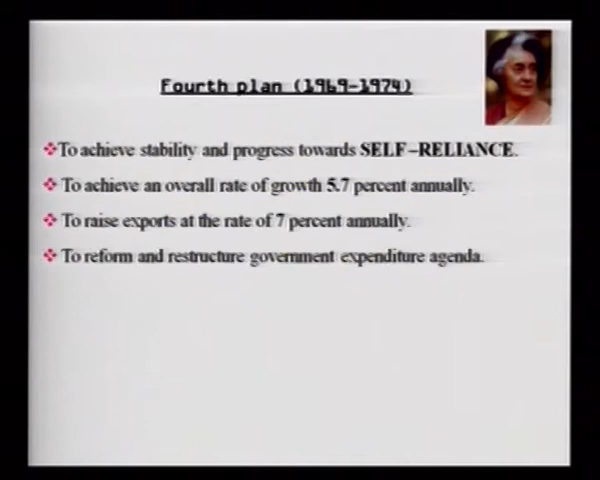 Fourth plan (1969-1974)
To achieve stability and progress towards SELF-RELIANCE.
To achieve an overall rate of growth 5.7 percent annually.
To raise exports at the rate of 7 percent annually.
To reform and restructure government expenditure agenda.